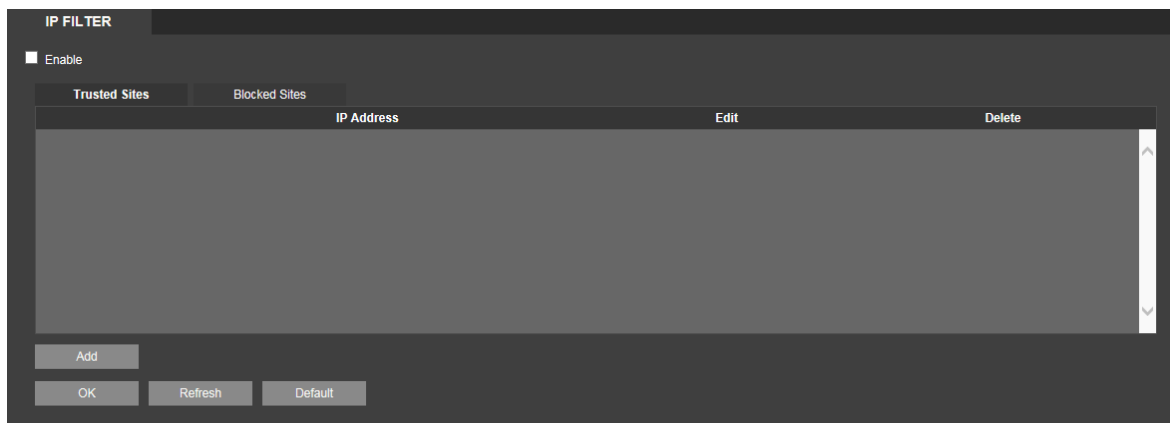 IP FILTER
Enable
Trusted Sites Blocked Sites
IP Address Edit Delete
Add
OK Refresh Default